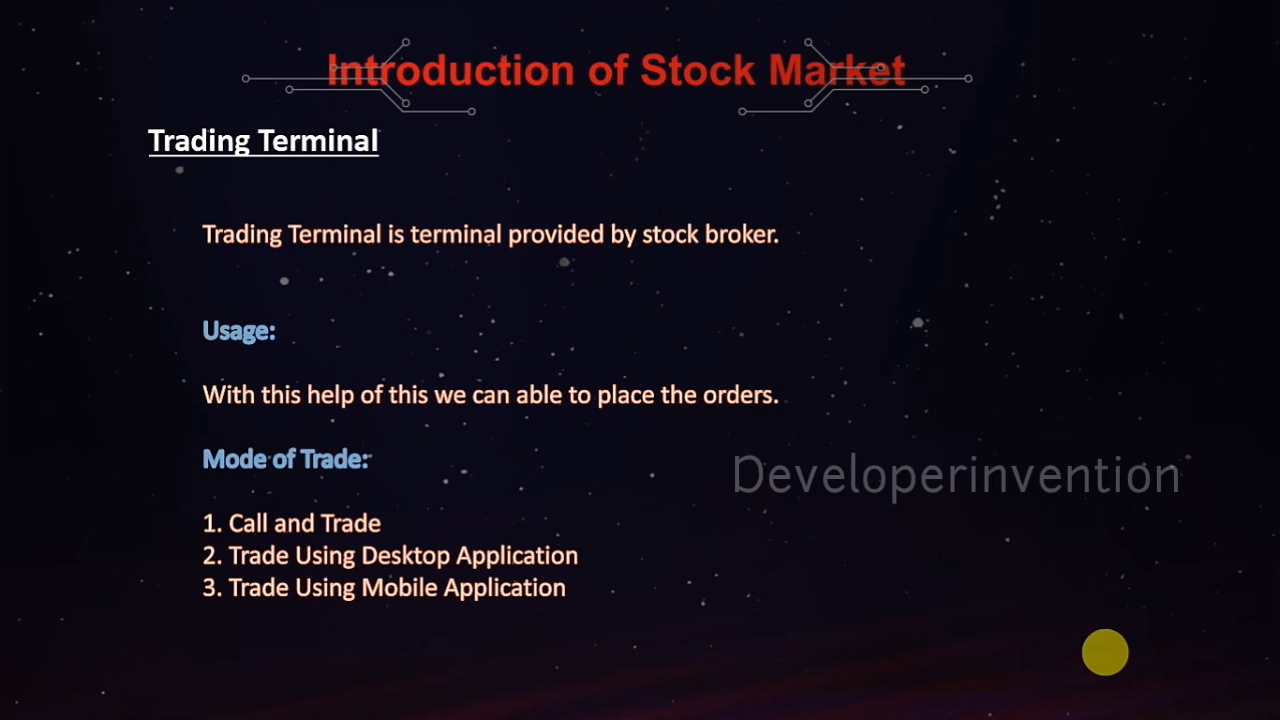 Introduction of Stock Market
Trading Terminal
Trading Terminal is terminal provided by stock broker.
Usage:
With this help of this we can able to place the orders.
Mode of Trade:
Developerinvention
1. Call and Trade
2. Trade Using Desktop Application
3. Trade Using Mobile Application